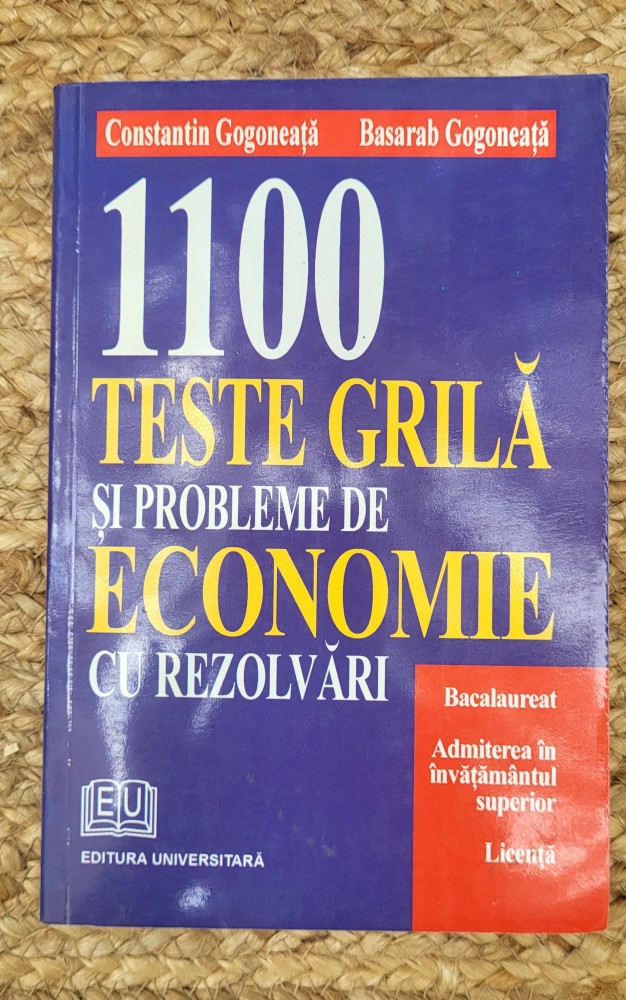 Constantin Gogoneață Basarab Gogoneață
1100
TESTE GRILĂ
ȘI PROBLEME DE
ECONOMIE
CU REZOLVĂRI
Bacalaureat
Admiterea în
învățământul
superior
Licență
EU
EDITURA UNIVERSITARĂ